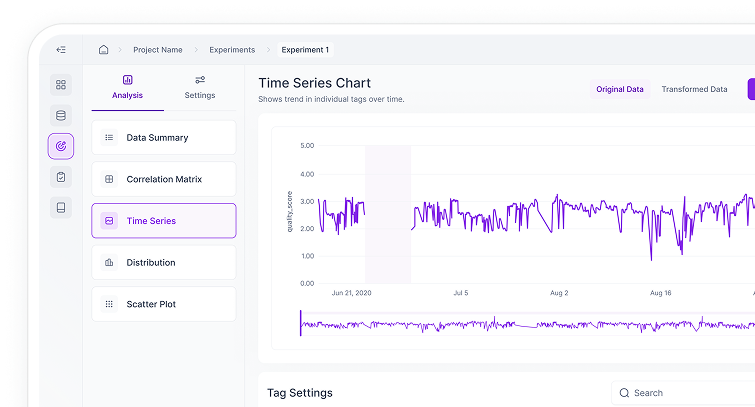 Project Name
Experiments
Experiment 1
Analysis
Settings
Data Summary
Correlation Matrix
Time Series
Distribution
Scatter Plot
Time Series Chart
Shows trend in individual tags over time.
Original Data
Transformed Data
quality_score
5.00
4.00
3.00
2.00
1.00
0.00
Jun 21, 2020
Jul 5
Aug 2
Aug 16
Tag Settings
Search